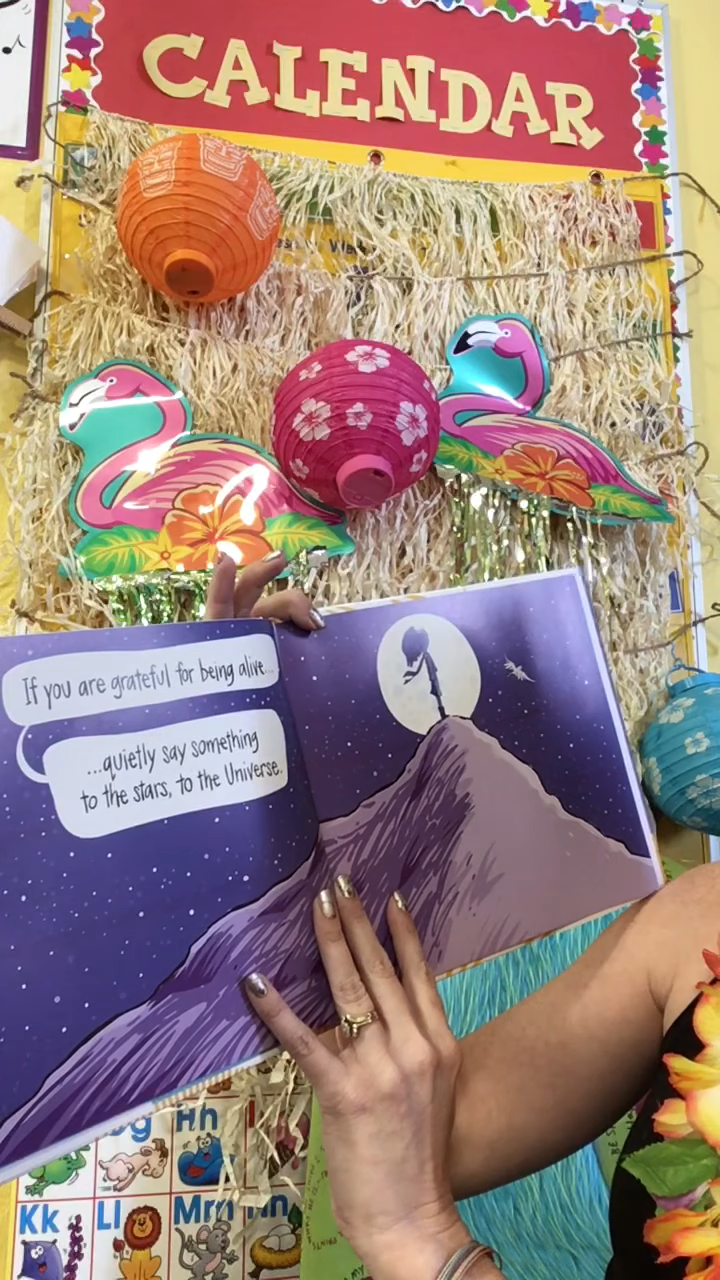 CALENDAR
If you are grateful for being alive...
...quietly say something
to the stars, to the Universe.
Hh
Kk
Ll
Mm